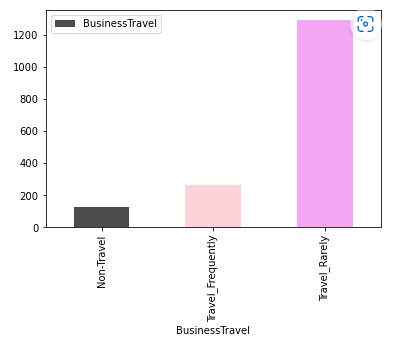 BusinessTravel
1200
1000
800
600
400
200
0
Non-Travel
Travel_Frequently
Travel_Rarely
BusinessTravel